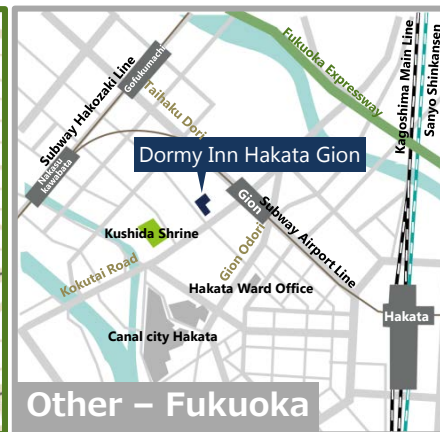 Fukuoka Expressway
Kagoshima Main Line
Sanyo Shinkansen
Subway Hakozaki Line
Gofukumachi
Taihaku Dori
Nakasu
kawabata
Dormy Inn Hakata Gion
Gion
Subway Airport Line
Kushida Shrine
Gion Odori
Kokutai Road
Hakata Ward Office
Hakata
Canal city Hakata
Other – Fukuoka